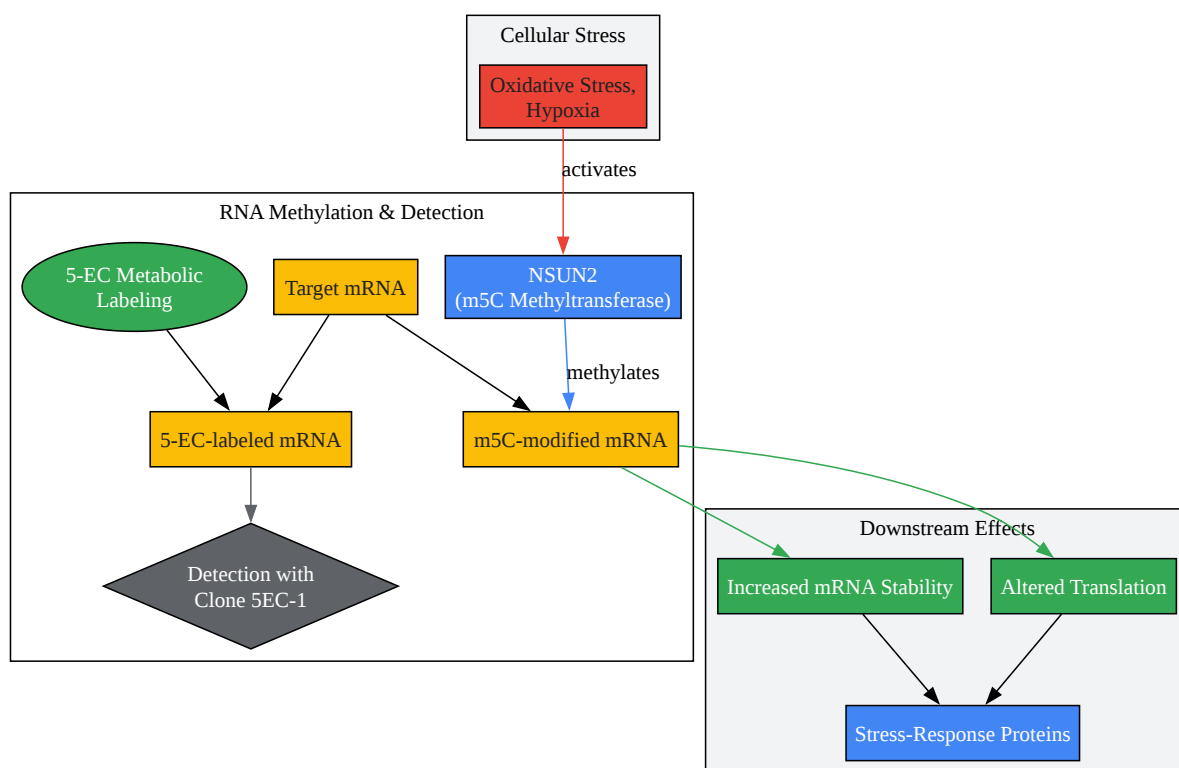 Cellular Stress
Oxidative Stress,
Hypoxia
activates
RNA Methylation & Detection
5-EC Metabolic
Labeling
Target mRNA
NSUN2
(m5C Methyltransferase)
methylates
5-EC-labeled mRNA
m5C-modified mRNA
Detection with
Clone 5EC-1
Downstream Effects
Increased mRNA Stability
Altered Translation
Stress-Response Proteins